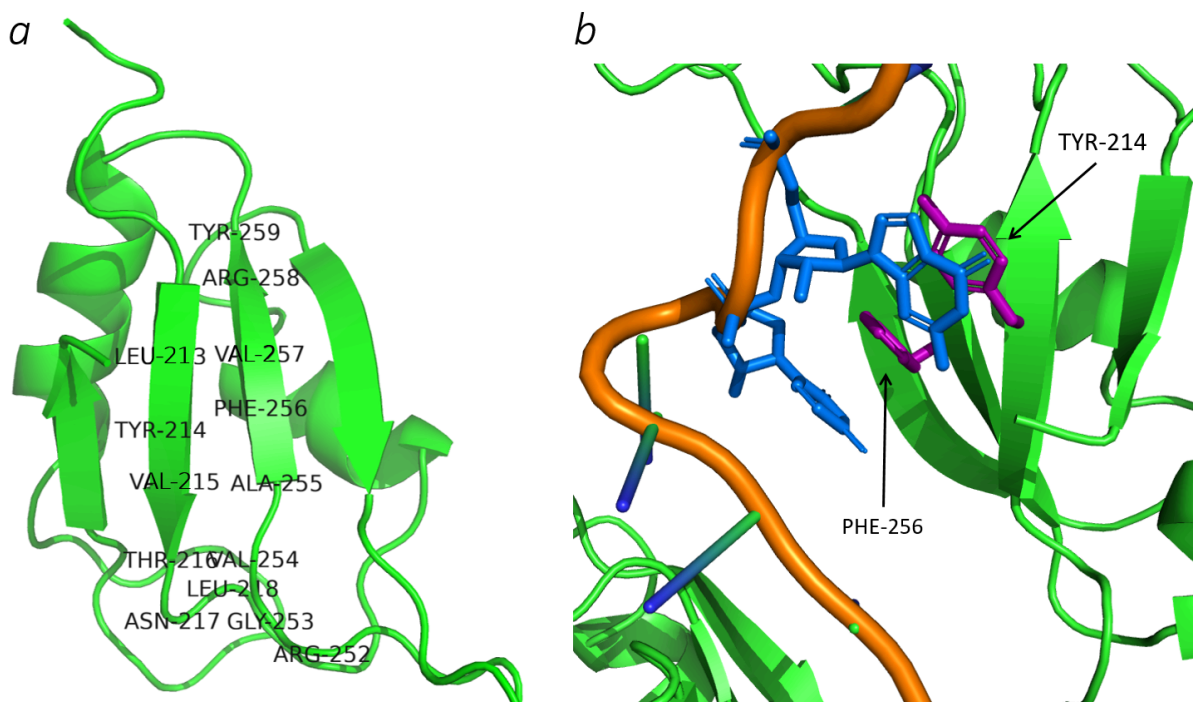 a
b
TYR-259
ARG-258
LEU-213
VAL-257
PHE-256
TYR-214
VAL-215
ALA-255
THR-216
VAL-254
LEU-218
ASN-217
GLY-253
ARG-252
TYR-214
PHE-256